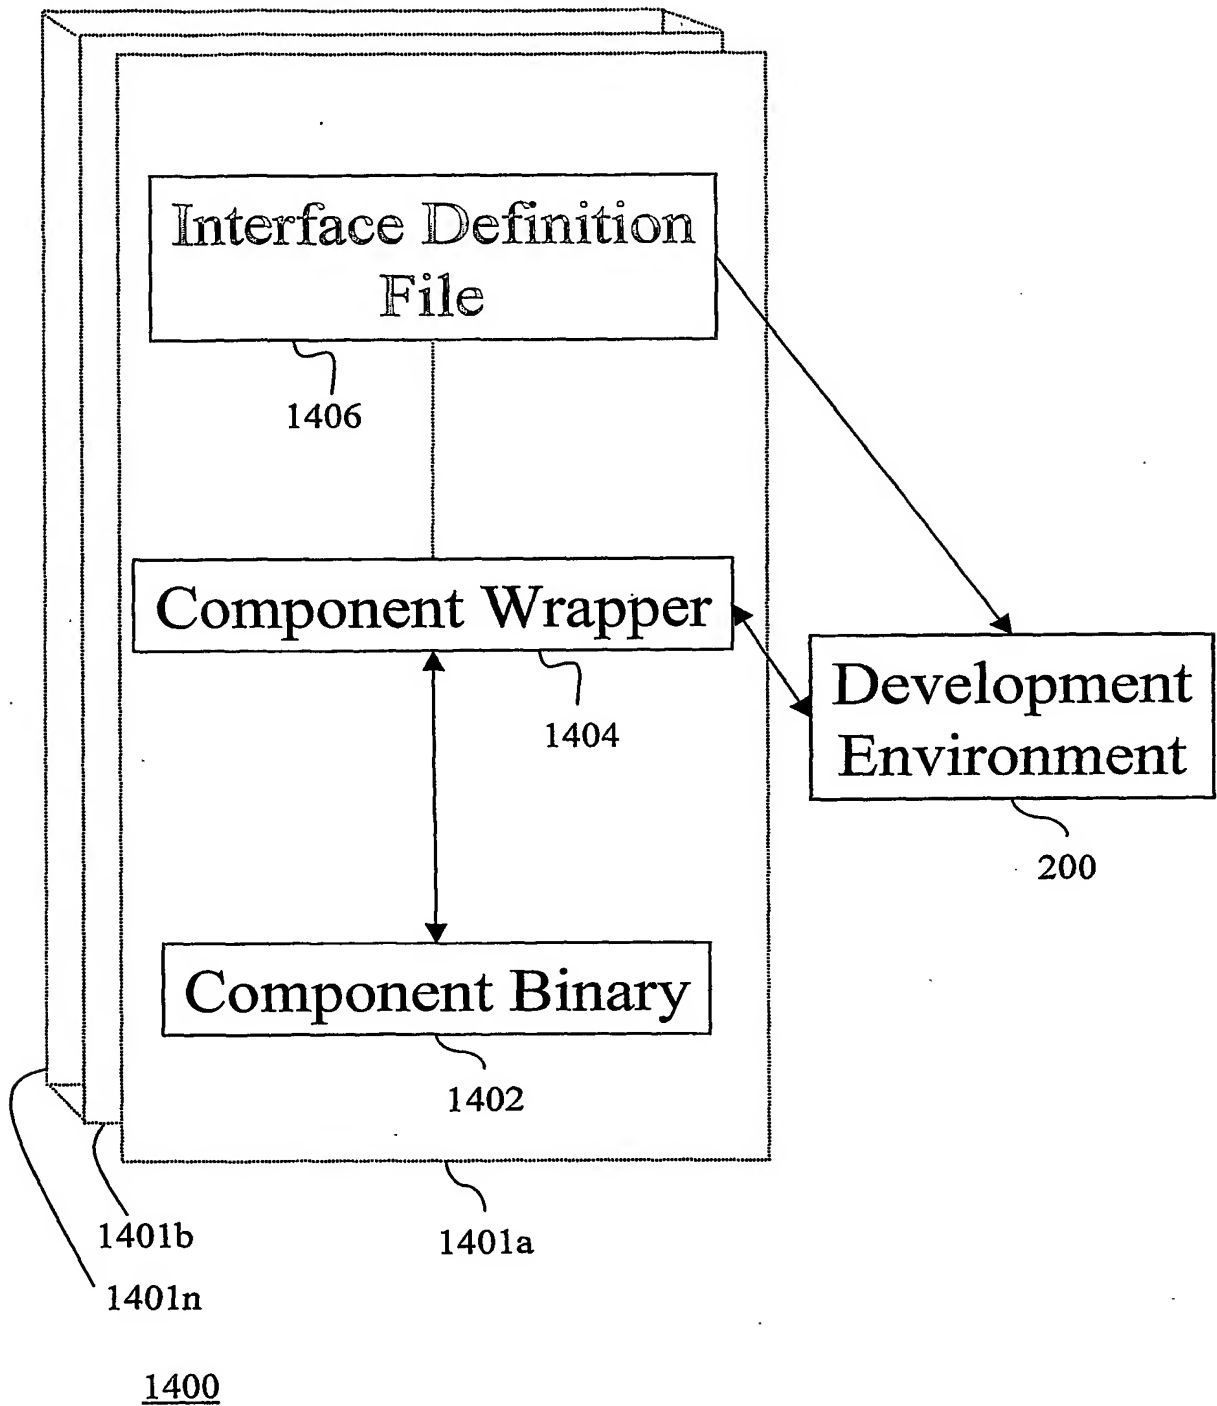 Interface Definition
File
1406
Component Wrapper
1404
Development
Environment
200
Component Binary
1402
1401b
1401a
1401n
1400